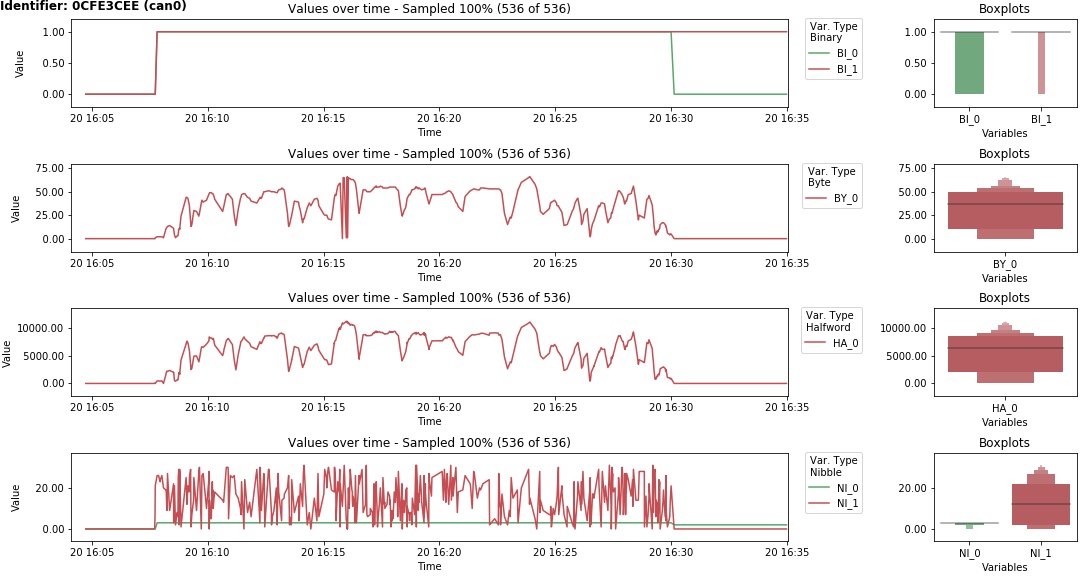 Identifier: 0CFE3CEE (can0)
Values over time - Sampled 100% (536 of 536)
Boxplots
1.00
0.50
0.00
Value
20 16:05
20 16:10
20 16:15
20 16:20
20 16:25
20 16:30
20 16:35
Time
Var. Type
Binary
BI_0
BI_1
1.00
0.50
0.00
BI_0
BI_1
Variables
Values over time - Sampled 100% (536 of 536)
Boxplots
75.00
50.00
25.00
0.00
Value
20 16:05
20 16:10
20 16:15
20 16:20
20 16:25
20 16:30
20 16:35
Time
Var. Type
Byte
BY_0
75.00
50.00
25.00
0.00
BY_0
Variables
Values over time - Sampled 100% (536 of 536)
Boxplots
10000.00
5000.00
0.00
Value
20 16:05
20 16:10
20 16:15
20 16:20
20 16:25
20 16:30
20 16:35
Time
Var. Type
Halfword
HA_0
10000.00
5000.00
0.00
HA_0
Variables
Values over time - Sampled 100% (536 of 536)
Boxplots
20.00
0.00
Value
20 16:05
20 16:10
20 16:15
20 16:20
20 16:25
20 16:30
20 16:35
Time
Var. Type
Nibble
NI_0
NI_1
20.00
0.00
NI_0
NI_1
Variables